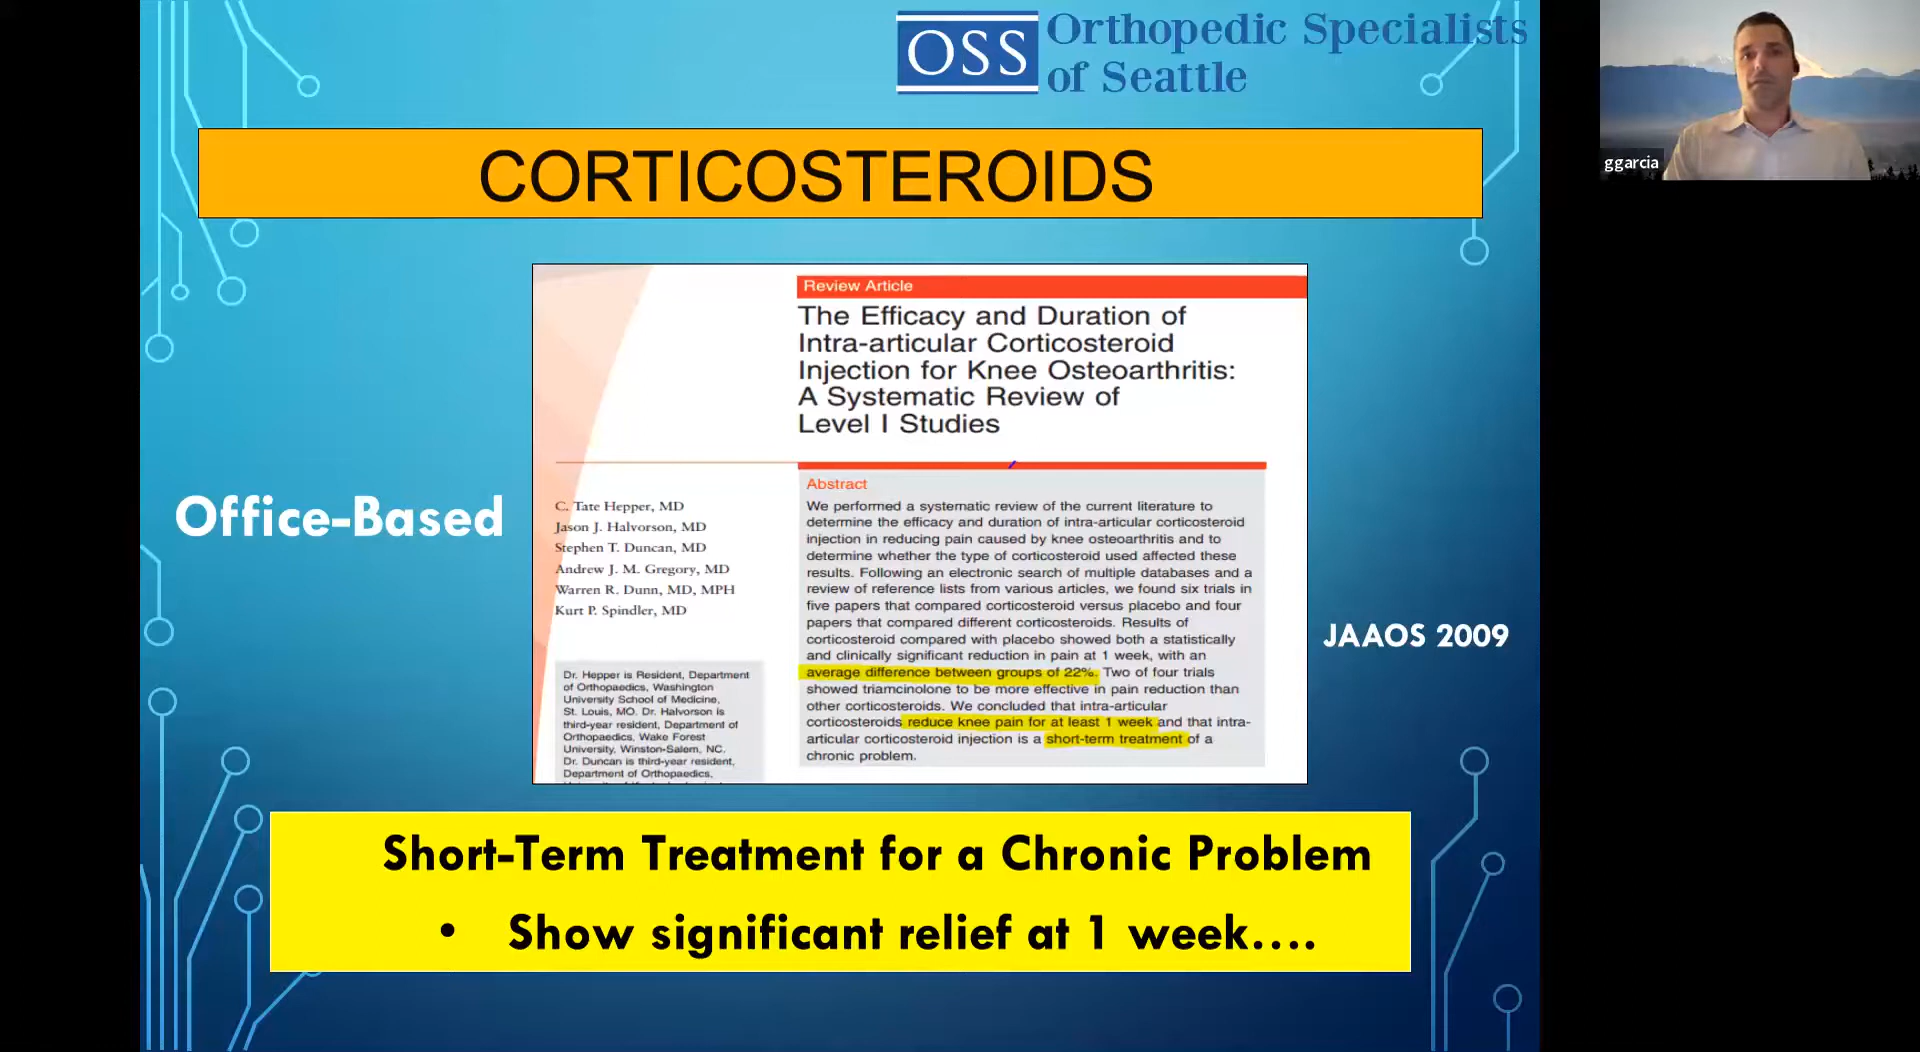 OSS Orthopedic Specialists
of Seattle
ggarcia
CORTICOSTEROIDS
Review Article
The Efficacy and Duration of
Intra-articular Corticosteroid
Injection for Knee Osteoarthritis:
A Systematic Review of
Level I Studies
Office-Based
C. Tate Hepper, MD
Jason J. Halvorson, MD
Stephen T. Duncan, MD
Andrew J. M. Gregory, MD
Warren R. Dunn, MD, MPH
Kurt P. Spindler, MD
Dr. Hepper is Resident, Department
of Orthopaedics, Washington
University School of Medicine,
St. Louis, MO. Dr. Halvorson is
third-year resident, Department of
Orthopaedics, Wake Forest
University, Winston-Salem, NC.
Dr. Duncan is third-year resident,
Department of Orthopaedics,
Abstract
We performed a systematic review of the current literature to
determine the efficacy and duration of intra-articular corticosteroid
injection in reducing pain caused by knee osteoarthritis and to
determine whether the type of corticosteroid used affected these
results. Following an electronic search of multiple databases and a
review of reference lists from various articles, we found six trials in
five papers that compared corticosteroid versus placebo and four
papers that compared different corticosteroids. Results of
corticosteroid compared with placebo showed both a statistically
and clinically significant reduction in pain at 1 week, with an
average difference between groups of 22%. Two of four trials
showed triamcinolone to be more effective in pain reduction than
other corticosteroids. We concluded that intra-articular
corticosteroids reduce knee pain for at least 1 week and that intra-
articular corticosteroid injection is a short-term treatment of a
chronic problem.
JAAOS 2009
Short-Term Treatment for a Chronic Problem
• Show significant relief at 1 week....